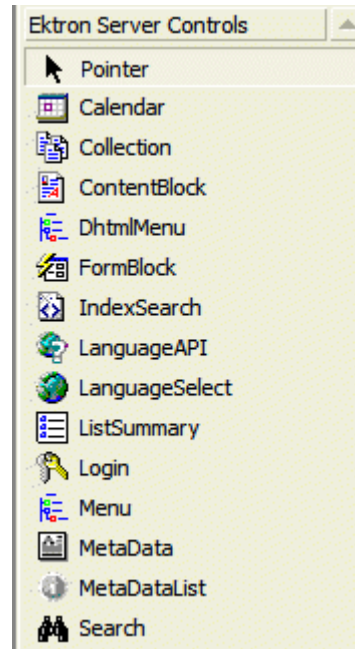 Ektron Server Controls
Pointer
Calendar
Collection
ContentBlock
DhtmlMenu
FormBlock
IndexSearch
LanguageAPI
LanguageSelect
ListSummary
Login
Menu
MetaData
MetaDataList
Search